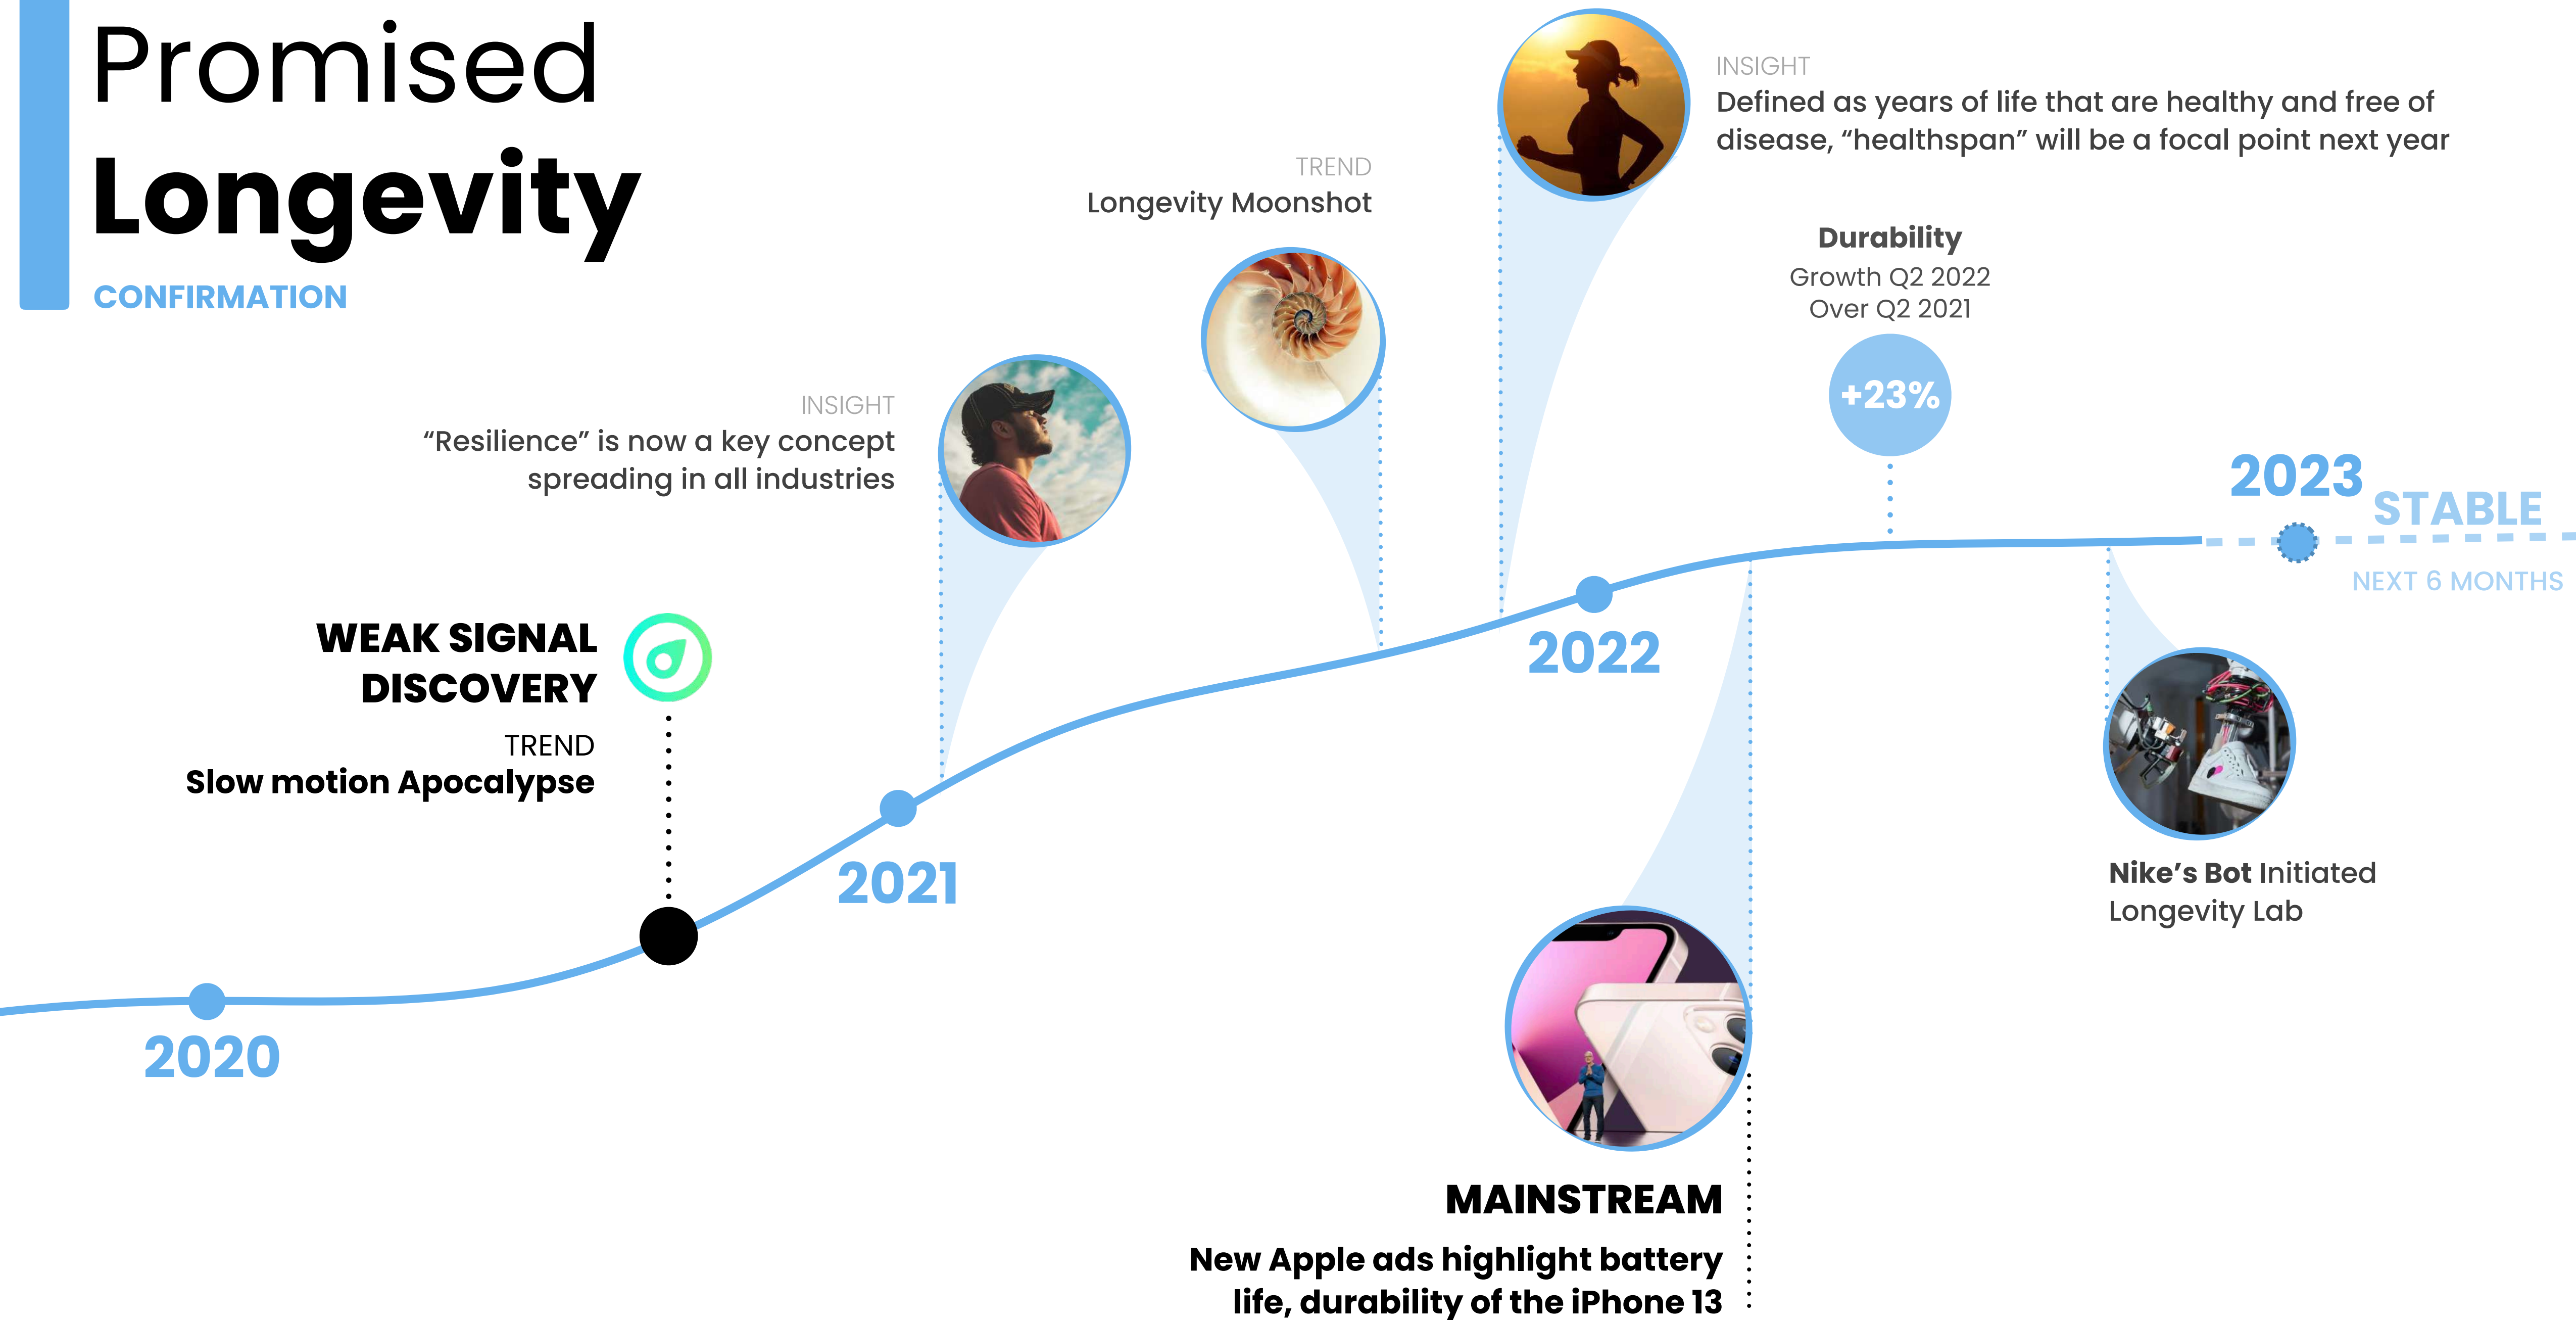 Promised
Longevity
CONFIRMATION
INSIGHT
Defined as years of life that are healthy and free of
disease, “healthspan” will be a focal point next year
TREND
Longevity Moonshot
Durability
Growth Q2 2022
Over Q2 2021
+23%
INSIGHT
“Resilience” is now a key concept
spreading in all industries
2023
STABLE
NEXT 6 MONTHS
WEAK SIGNAL
DISCOVERY
TREND
Slow motion Apocalypse
2022
2021
Nike’s Bot Initiated
Longevity Lab
2020
MAINSTREAM
New Apple ads highlight battery
life, durability of the iPhone 13